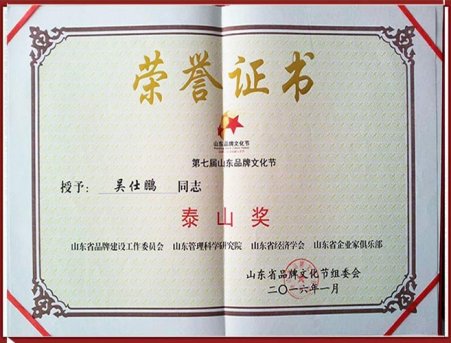 荣誉证书
山东品牌文化节
第七届山东品牌文化节
授予： 吴仕鹏 同志
泰山奖
山东省品牌建设工作委员会 山东管理科学研究院 山东省经济学会 山东省企业家俱乐部
山东省品牌文化节组委会
二〇一六年一月